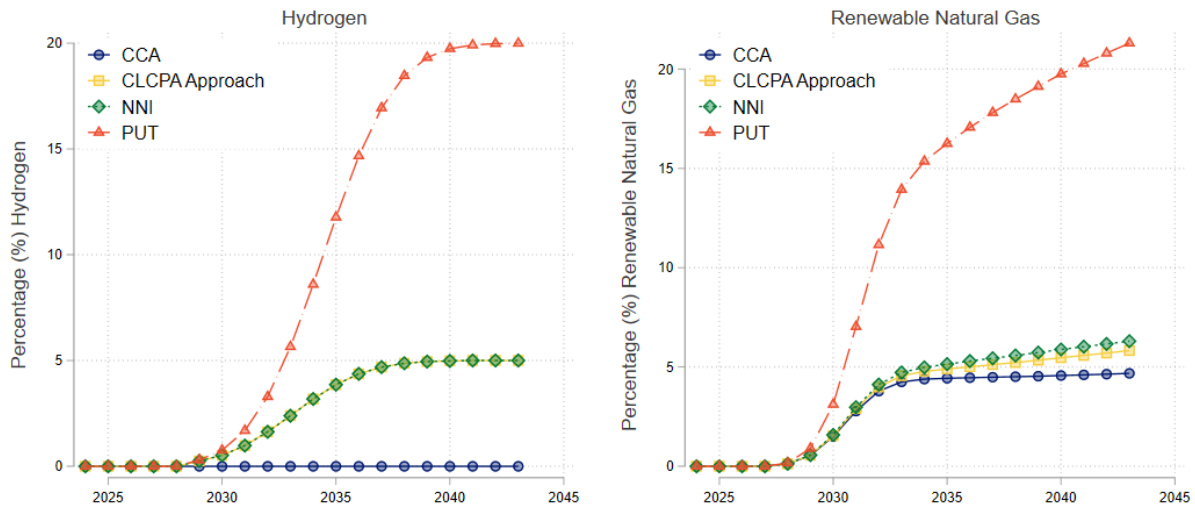 Hydrogen
Percentage (%) Hydrogen
20
15
10
5
0
CCA
CLCPA Approach
NNI
PUT
2025
2030
2035
2040
2045
Renewable Natural Gas
Percentage (%) Renewable Natural Gas
20
15
10
5
0
CCA
CLCPA Approach
NNI
PUT
2025
2030
2035
2040
2045